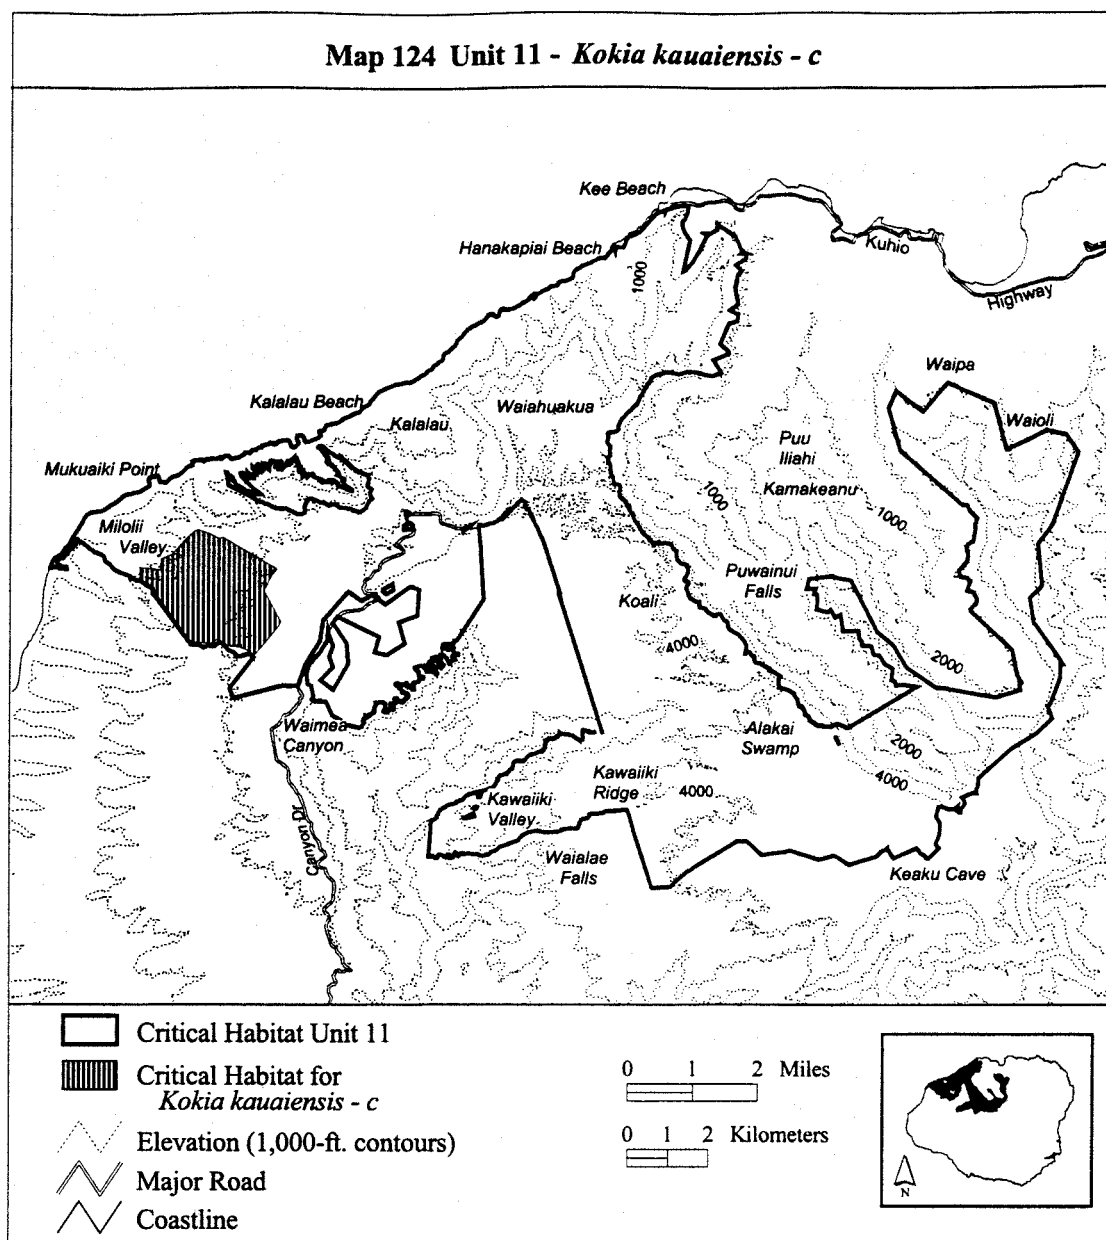 Map 124 Unit 11 - Kokia kauaiensis - c
Kee Beach
Hanakapiai Beach
Kuhio
Highway
1000
Waipa
Kalalau Beach
Waiahuakua
Kalalau
Waioli
Puu
Iliahi
Mukuaiki Point
Kamakeanu
1000
1000
Milolii
Valley
Puwainui
Falls
Koali
4000
2000
Waimea
Canyon
Alakai
Swamp
2000
4000
Kawaiiki
Ridge
4000
Kawaiiki
Valley
Canyon Dr
Waialae
Falls
Keaku Cave
Critical Habitat Unit 11
Critical Habitat for
Kokia kauaiensis - c
Elevation (1,000-ft. contours)
Major Road
Coastline
0 1 2 Miles
0 1 2 Kilometers
N